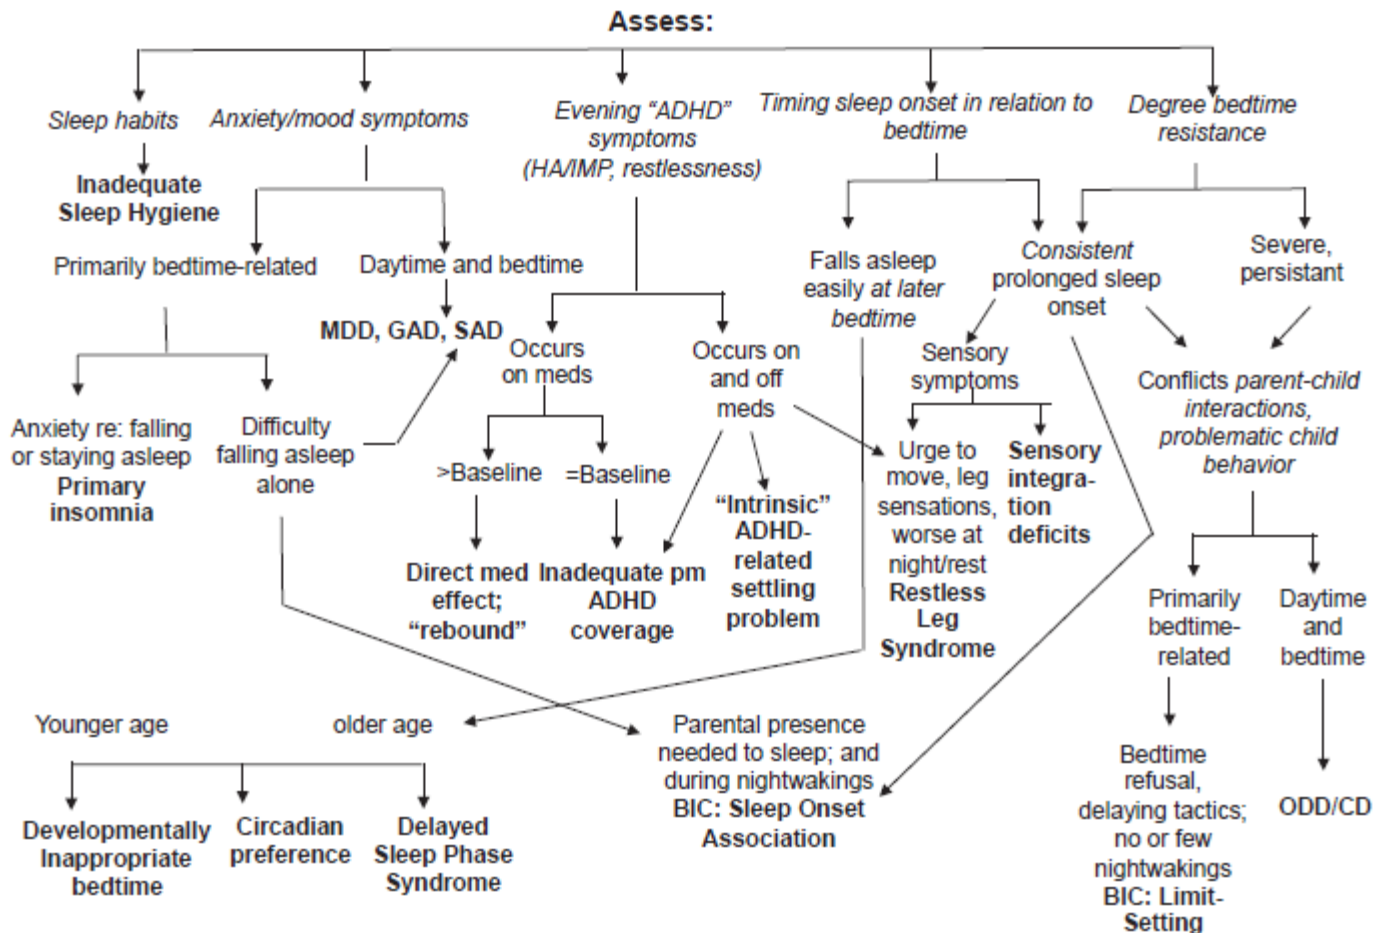 Assess:
Sleep habits
Inadequate
Sleep Hygiene
Anxiety/mood symptoms
Evening “ADHD”
symptoms
(HA/IMP, restlessness)
Timing sleep onset in relation to
bedtime
Degree bedtime
resistance
Primarily bedtime-related
Daytime and bedtime
MDD, GAD, SAD
Falls asleep
easily at later
bedtime
Consistent
prolonged sleep
onset
Severe,
persistant
Anxiety re: falling
or staying asleep
Primary
insomnia
Difficulty
falling asleep
alone
Occurs
on meds
Occurs on
and off
meds
Sensory
symptoms
Conflicts parent-child
interactions,
problematic child
behavior
>Baseline
=Baseline
Direct med
effect;
“rebound”
Inadequate pm
ADHD
coverage
“Intrinsic”
ADHD-
related
settling
problem
Urge to
move, leg
sensations,
worse at
night/rest
Restless
Leg
Syndrome
Sensory
integra-
tion
deficits
Primarily
bedtime-
related
Daytime
and
bedtime
Younger age
older age
Parental presence
needed to sleep; and
during nightwakings
BIC: Sleep Onset
Association
Bedtime
refusal,
delaying tactics;
no or few
nightwakings
BIC: Limit-
Setting
ODD/CD
Developmentally
Inappropriate
bedtime
Circadian
preference
Delayed
Sleep Phase
Syndrome